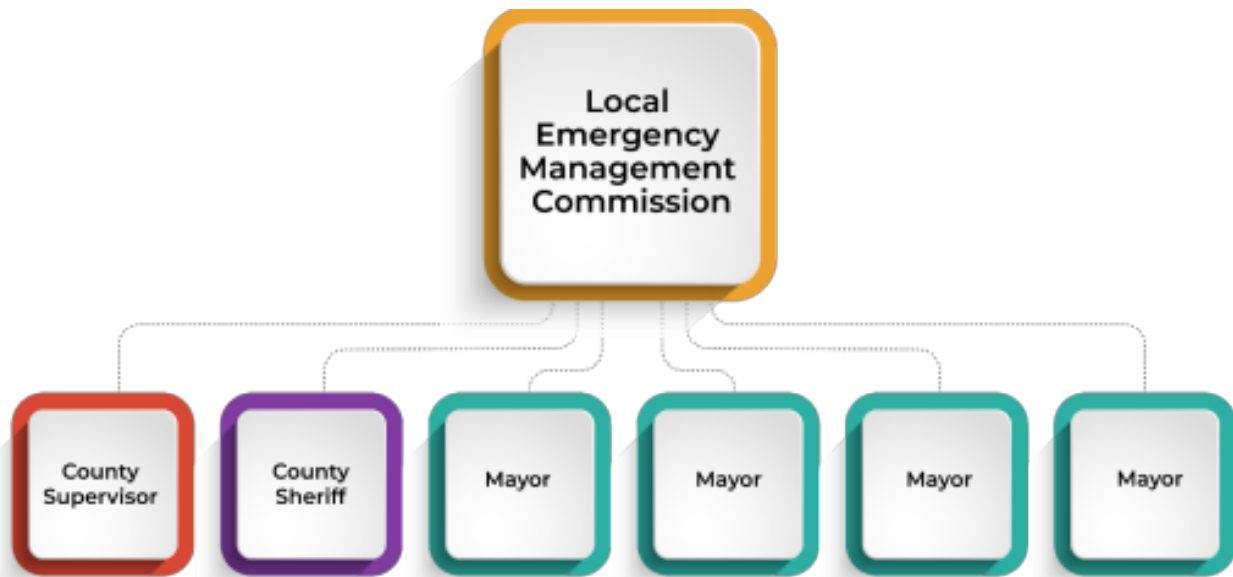 Local
Emergency
Management
Commission
County
Supervisor
County
Sheriff
Mayor
Mayor
Mayor
Mayor